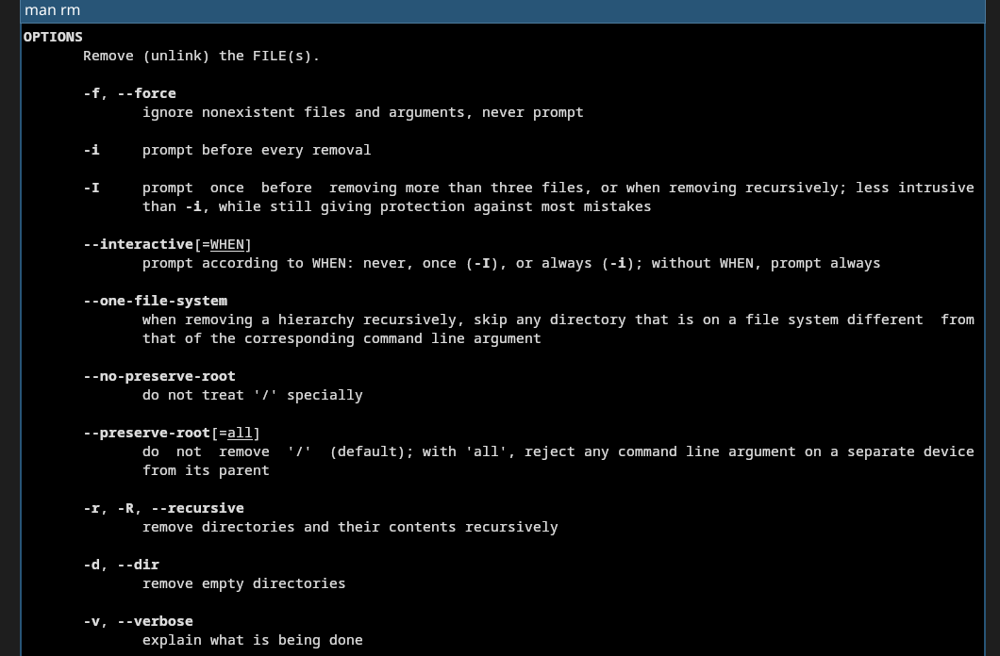 man rm
OPTIONS
Remove (unlink) the FILE(s).
-f, --force
ignore nonexistent files and arguments, never prompt
-i     prompt before every removal
-I     prompt  once  before  removing more than three files, or when removing recursively; less intrusive
than -i, while still giving protection against most mistakes
--interactive[=WHEN]
prompt according to WHEN: never, once (-I), or always (-i); without WHEN, prompt always
--one-file-system
when removing a hierarchy recursively, skip any directory that is on a file system different  from
that of the corresponding command line argument
--no-preserve-root
do not treat '/' specially
--preserve-root[=all]
do  not  remove  '/'  (default); with 'all', reject any command line argument on a separate device
from its parent
-r, -R, --recursive
remove directories and their contents recursively
-d, --dir
remove empty directories
-v, --verbose
explain what is being done